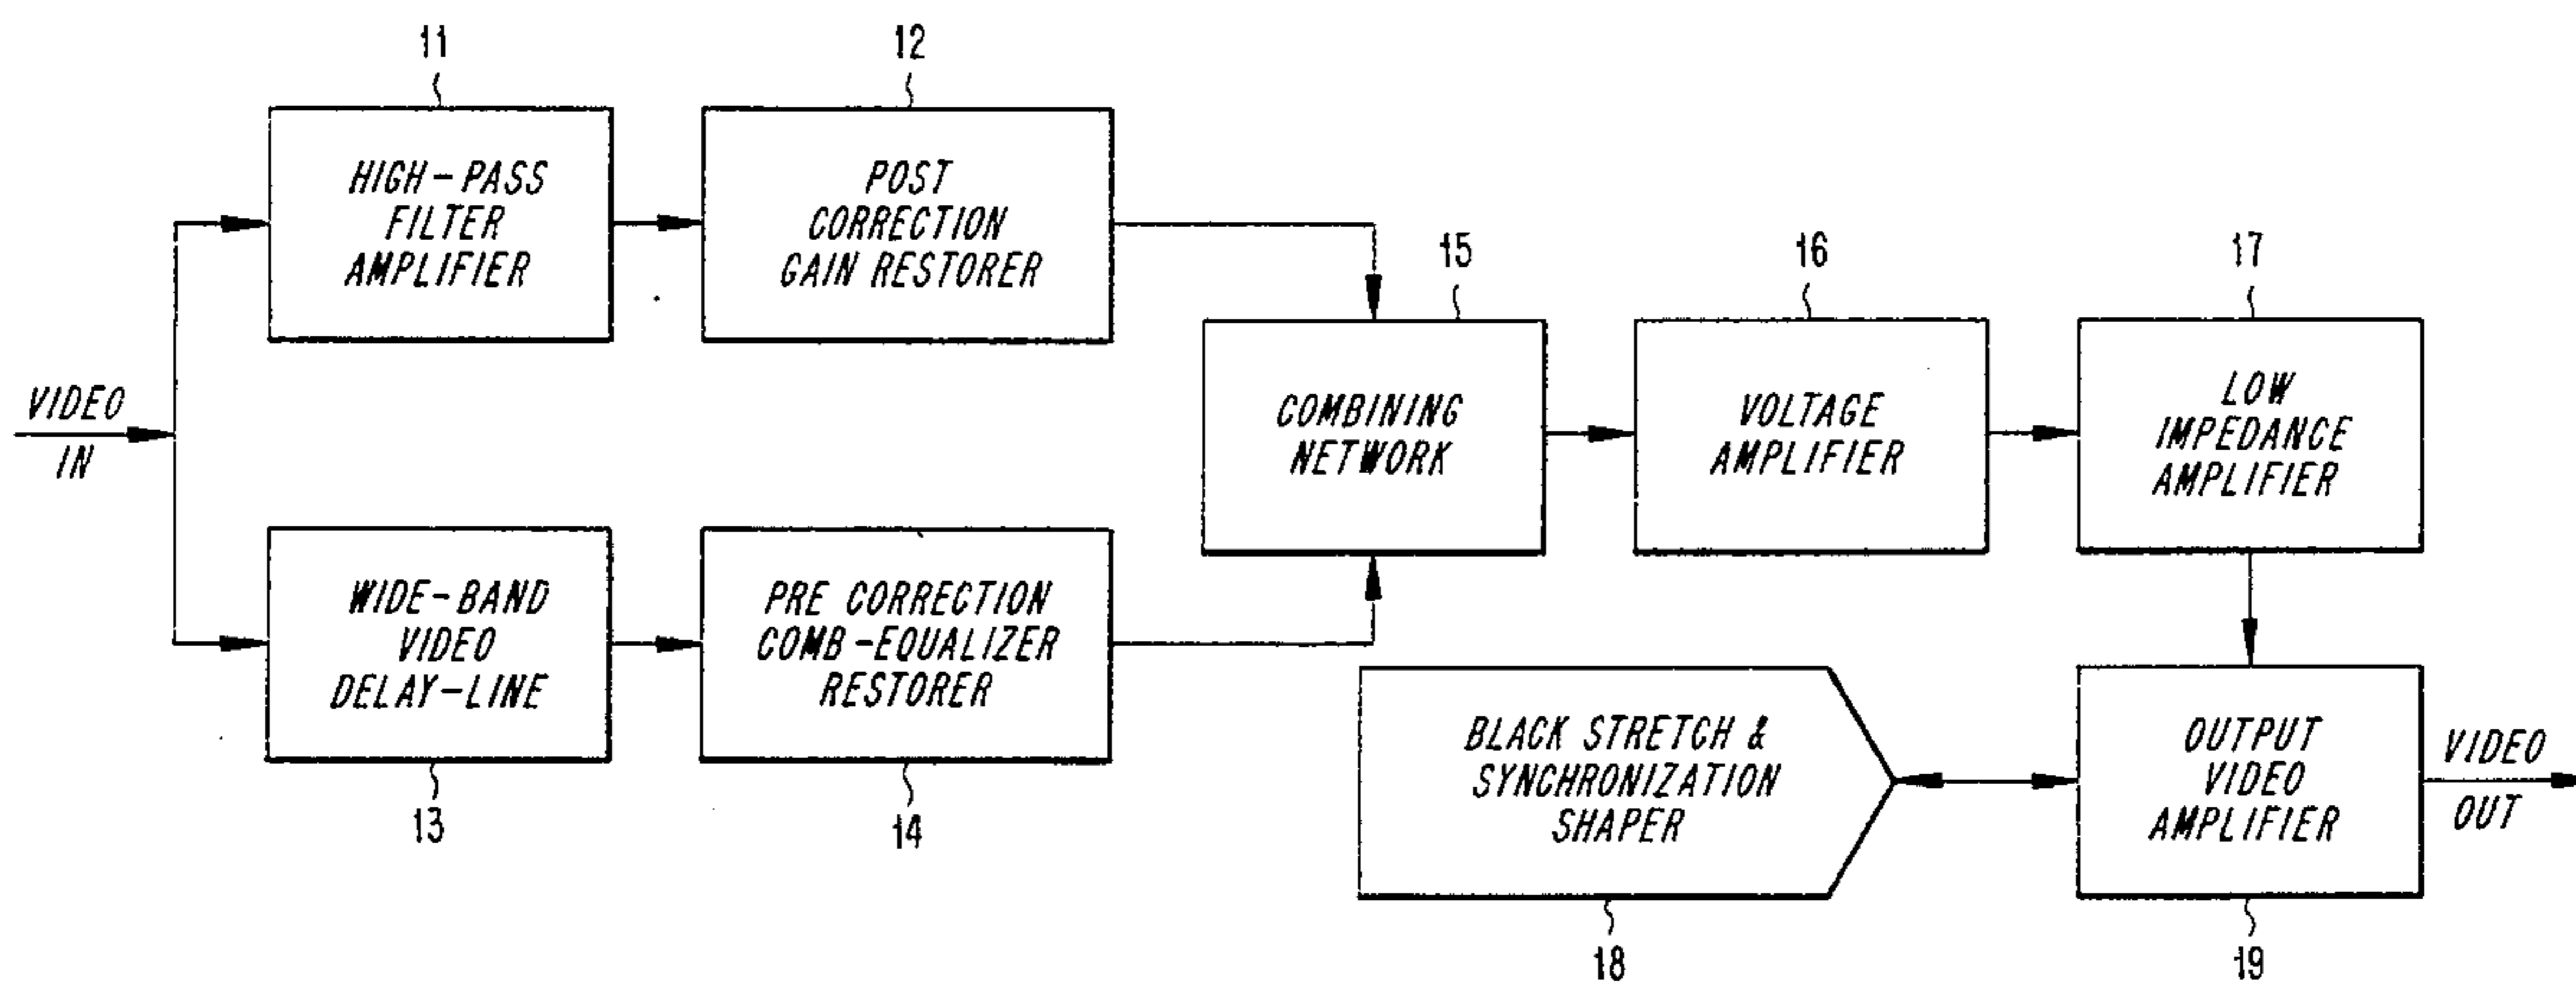 11
12
HIGH-PASS
FILTER
AMPLIFIER
POST
CORRECTION
GAIN RESTORER
15
16
17
VIDEO
IN
COMBINING
NETWORK
VOLTAGE
AMPLIFIER
LOW
IMPEDANCE
AMPLIFIER
WIDE-BAND
VIDEO
DELAY-LINE
PRE CORRECTION
COMB-EQUALIZER
RESTORER
13
14
BLACK STRETCH &
SYNCHRONIZATION
SHAPER
OUTPUT
VIDEO
AMPLIFIER
VIDEO
OUT
18
19